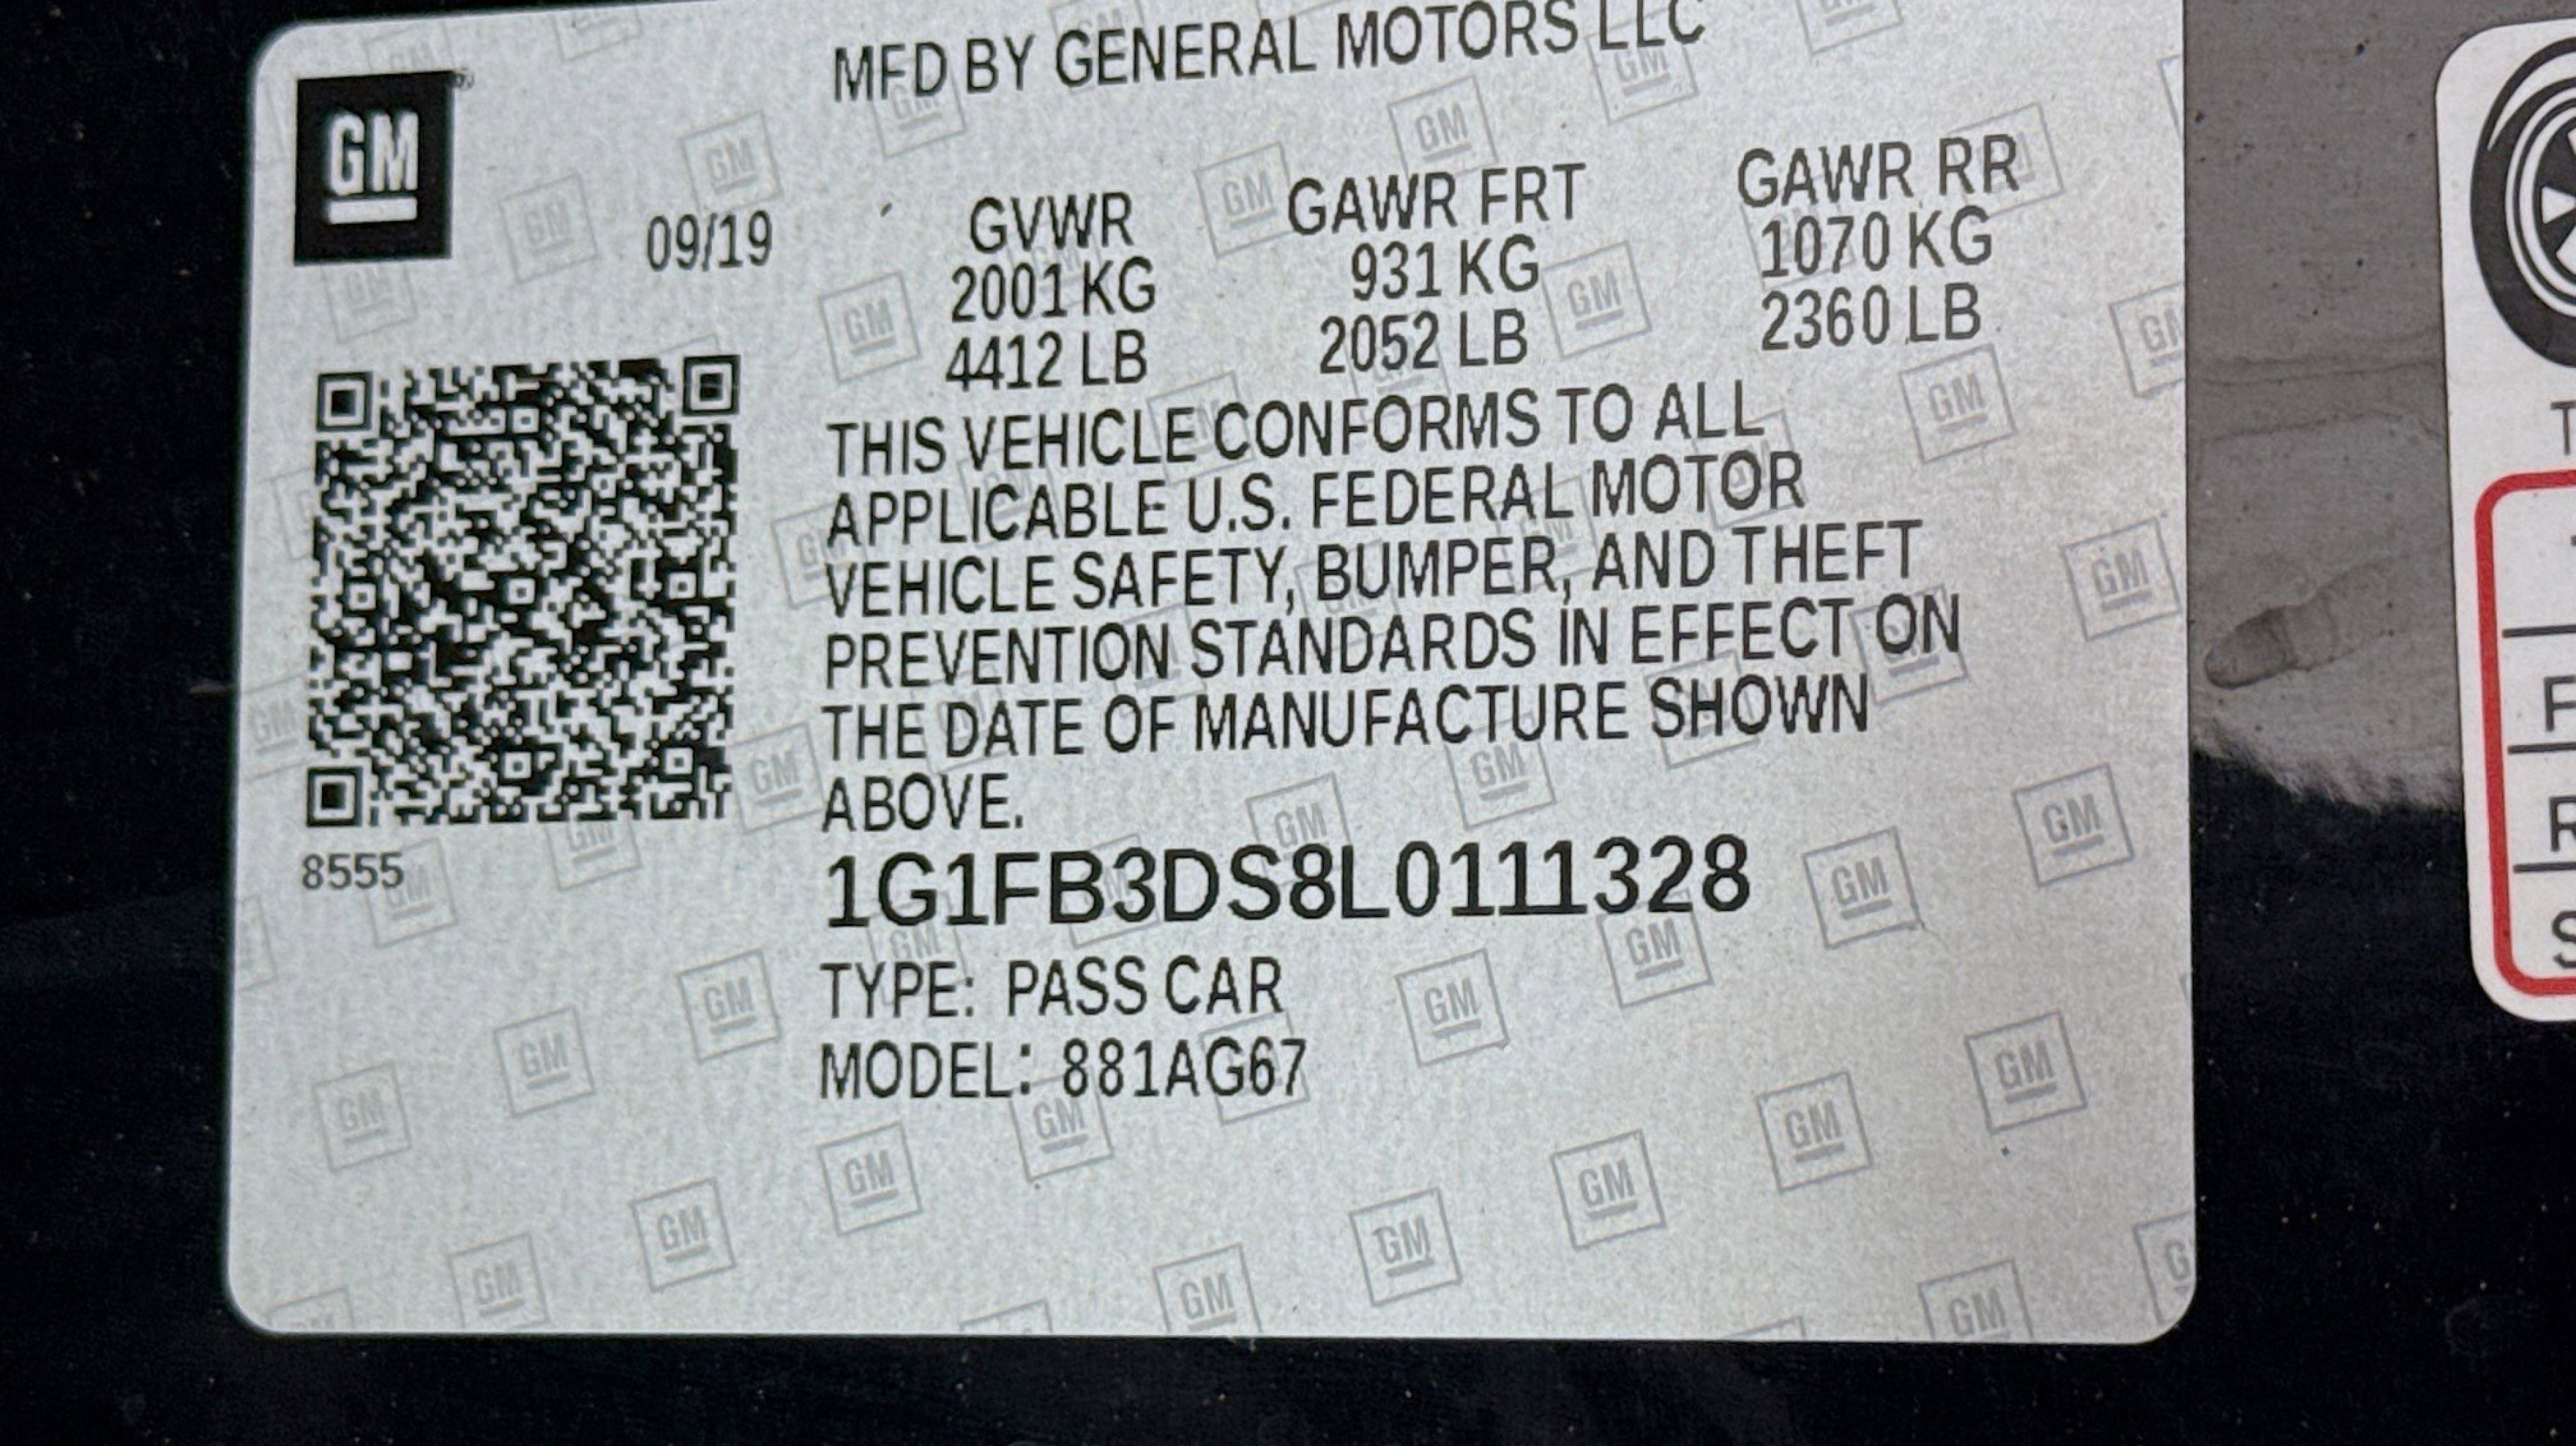 MFD BY GENERAL MOTORS LLC
GM
09/19
GVWR GAWR FRT GAWR RR
2001 KG 931 KG 1070 KG
4412 LB 2052 LB 2360 LB
THIS VEHICLE CONFORMS TO ALL
APPLICABLE U.S. FEDERAL MOTOR
VEHICLE SAFETY, BUMPER, AND THEFT
PREVENTION STANDARDS IN EFFECT ON
THE DATE OF MANUFACTURE SHOWN
ABOVE.
8555
1G1FB3DS8L0111328
TYPE: PASS CAR
MODEL: 881AG67